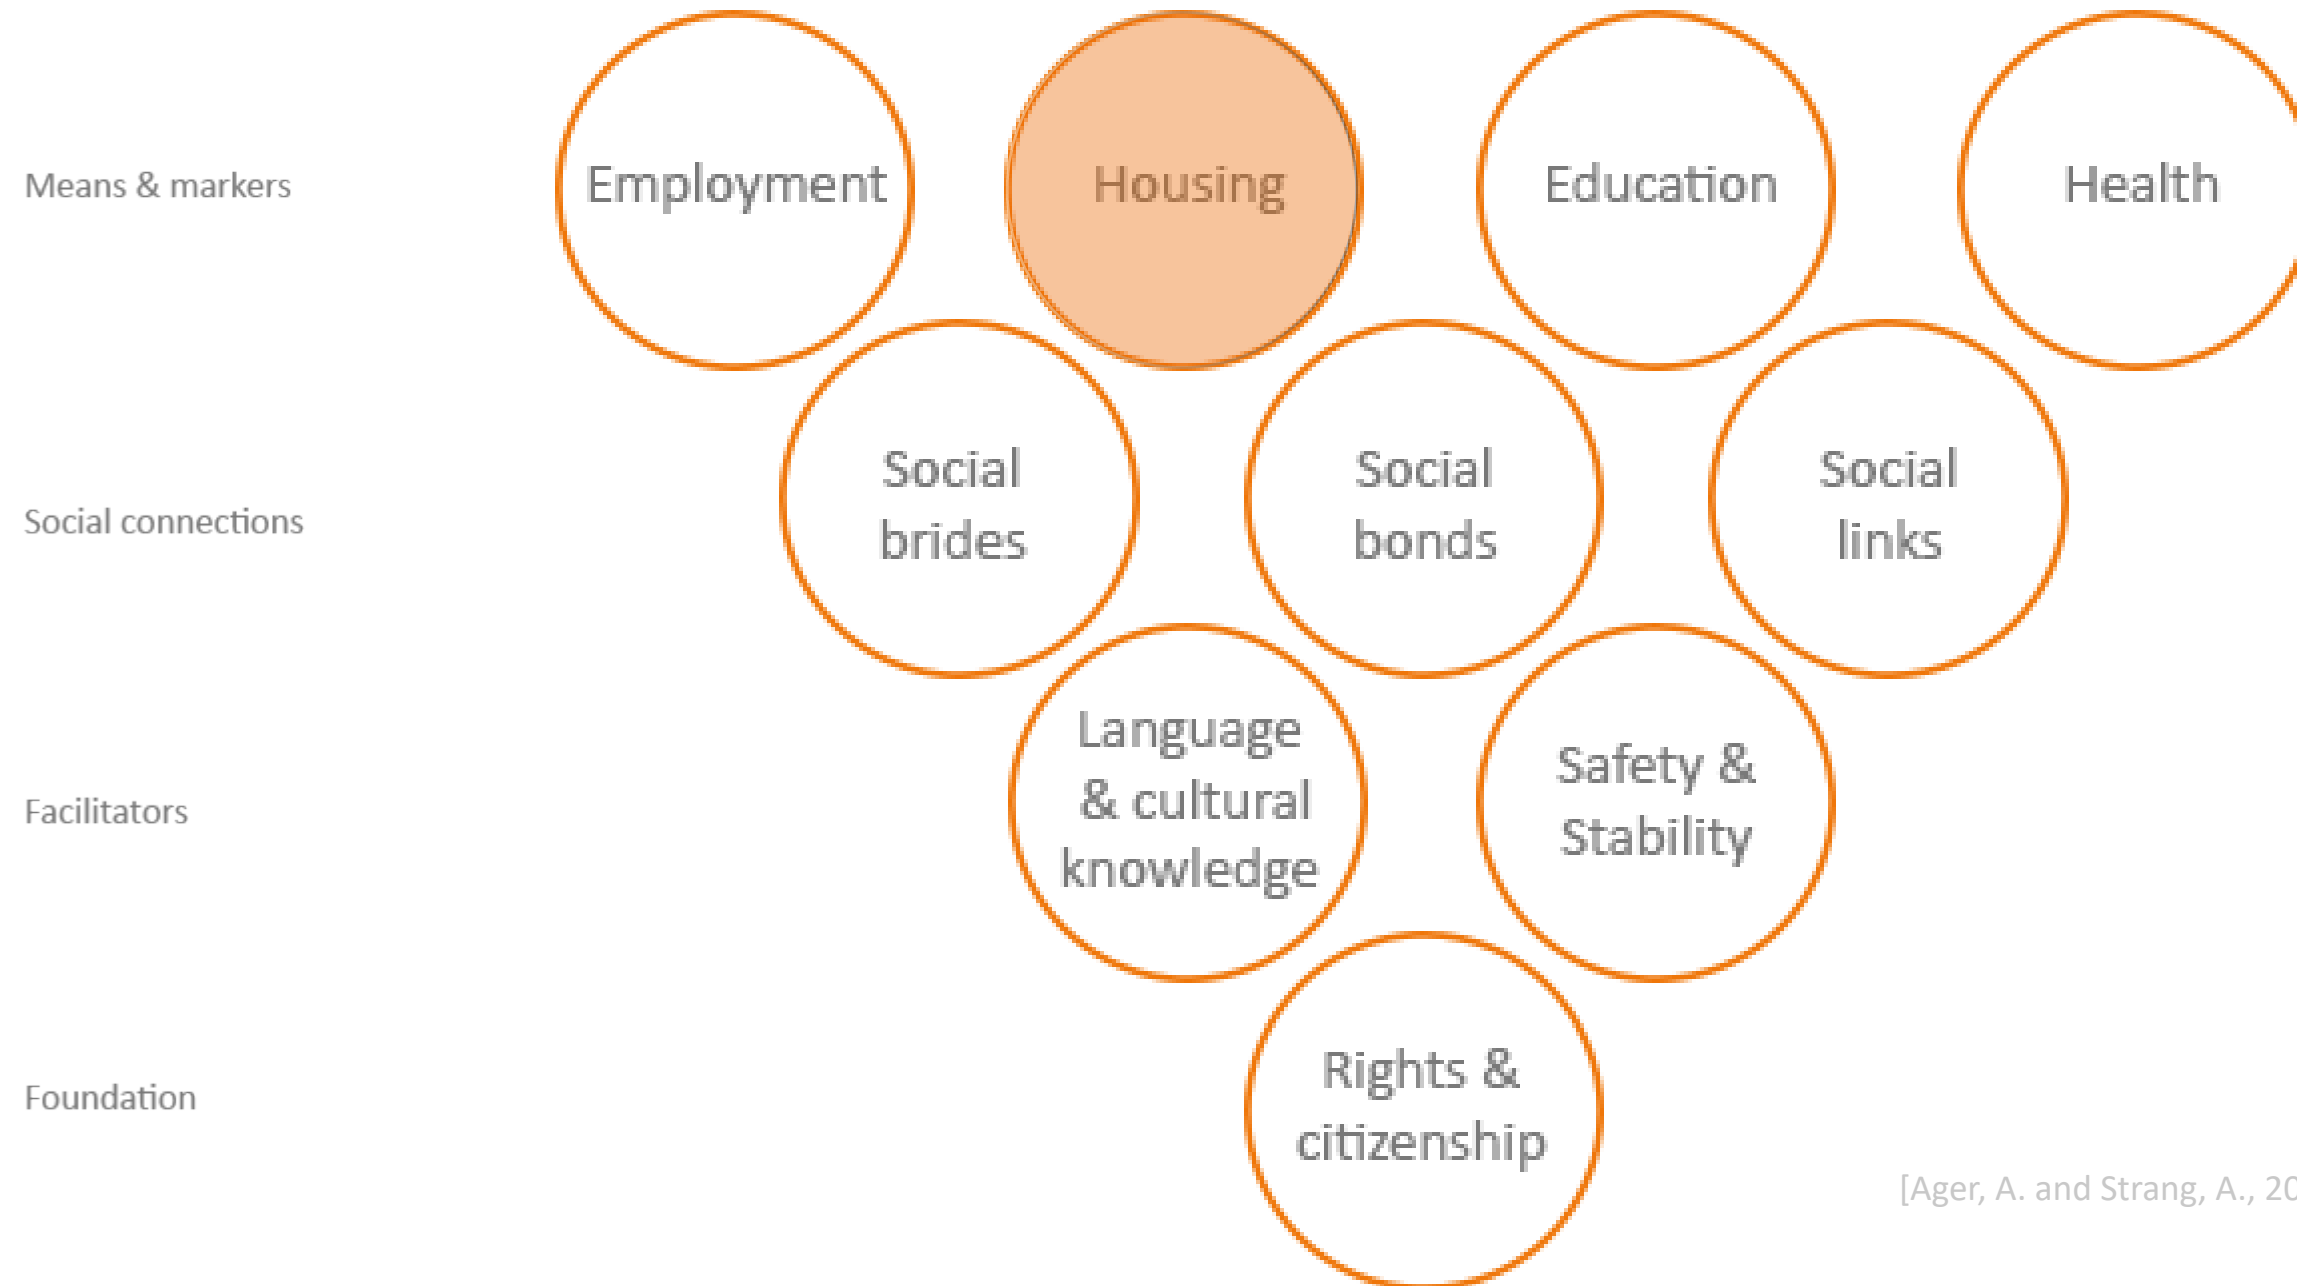 Means & markers
Employment
Housing
Education
Health
Social connections
Social
brides
Social
bonds
Social
links
Facilitators
Language
& cultural
knowledge
Safety &
Stability
Foundation
Rights &
citizenship
[Ager, A. and Strang, A., 20